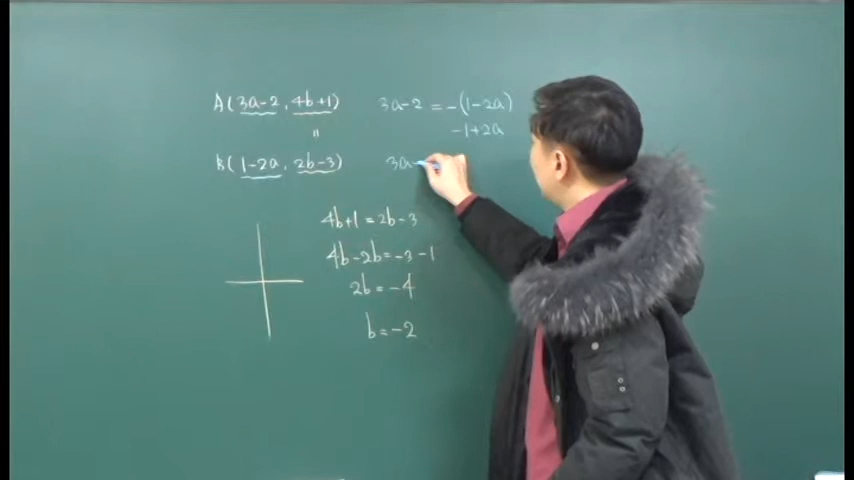 A(3a-2, 4b+1)
3a-2 = -(1-2a)
-1+2a
=
B(1-2a, 2b-3)
3a-
4b+1 = 2b-3
4b-2b = -3-1
2b = -4
b = -2